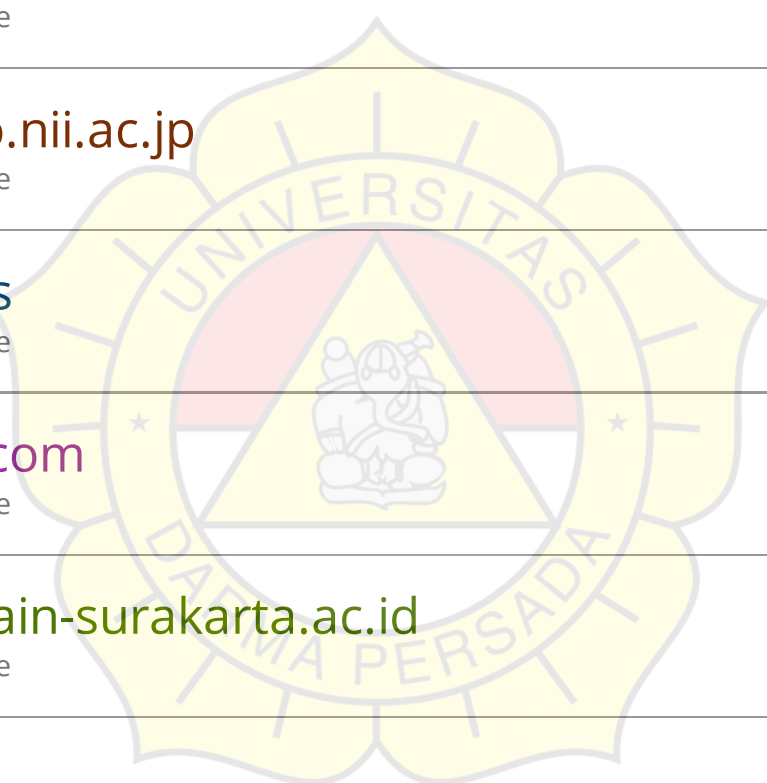 e
.nii.ac.jp
e
UNIVERSITAS
s
e
com
e
ain-surakarta.ac.id
DARMA PERSADA
e